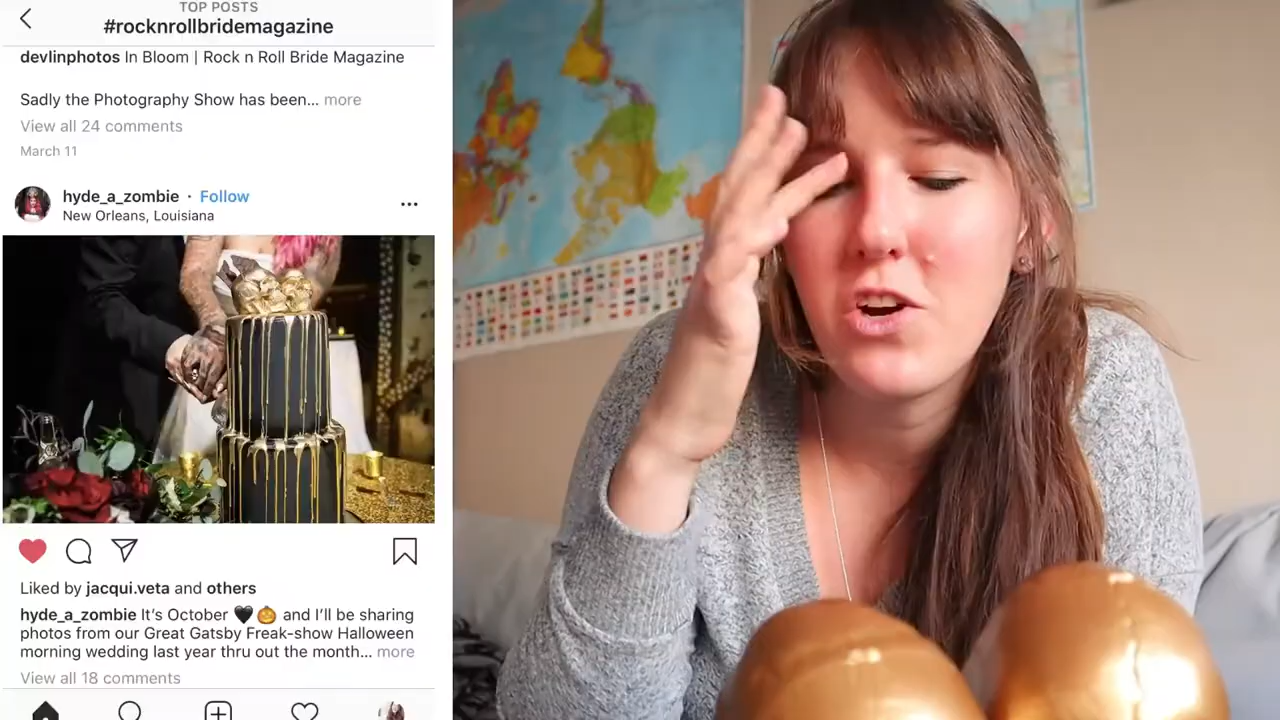 TOP POSTS
#rocknrollbridemagazine
devlinphotos In Bloom | Rock n Roll Bride Magazine
Sadly the Photography Show has been... more
View all 24 comments
March 11
hyde_a_zombie · Follow
New Orleans, Louisiana
Liked by jacqui.veta and others
hyde_a_zombie It's October 🖤 🎃 and I'll be sharing
photos from our Great Gatsby Freak-show Halloween
morning wedding last year thru out the month... more
View all 18 comments